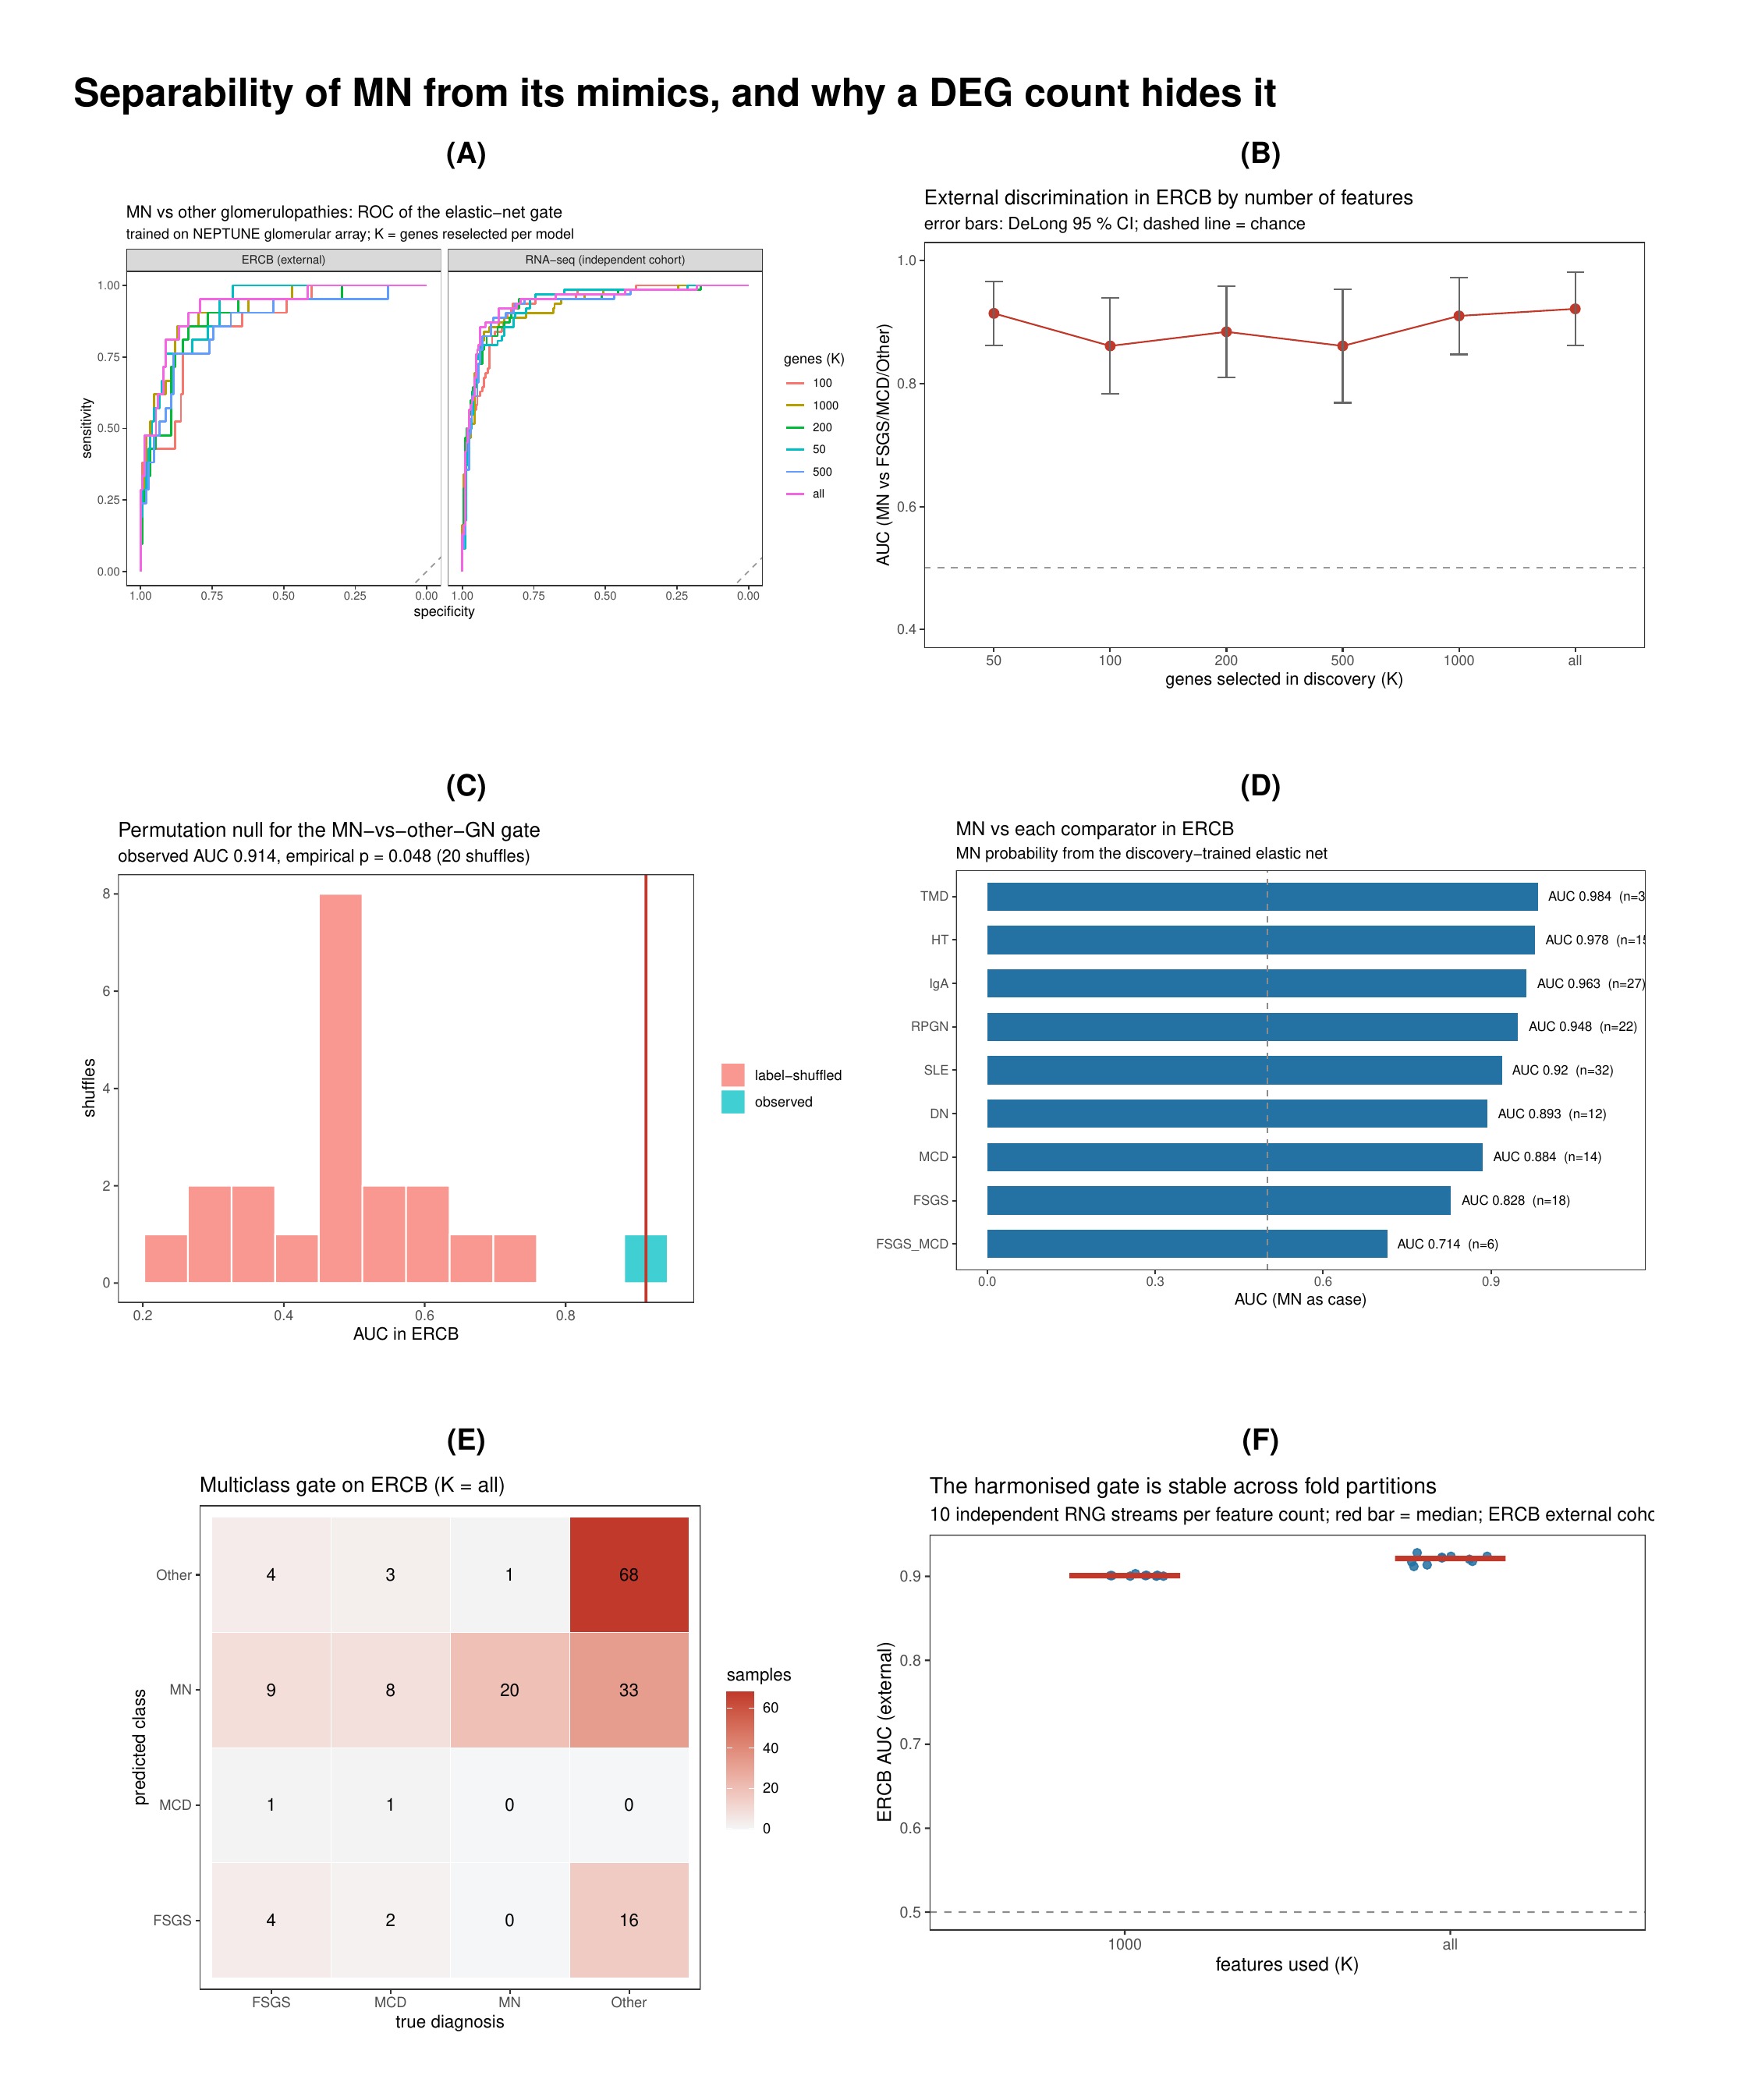 Separability of MN from its mimics, and why a DEG count hides it
(A)
MN vs other glomerulopathies: ROC of the elastic−net gate
trained on NEPTUNE glomerular array; K = genes reselected per model
ERCB (external)
RNA−seq (independent cohort)
1.00
0.75
0.50
0.25
0.00
sensitivity
1.00 0.75 0.50 0.25 0.00
1.00 0.75 0.50 0.25 0.00
specificity
genes (K)
100
1000
200
50
500
all
(B)
External discrimination in ERCB by number of features
error bars: DeLong 95 % CI; dashed line = chance
1.0
0.8
0.6
0.4
AUC (MN vs FSGS/MCD/Other)
50 100 200 500 1000 all
genes selected in discovery (K)
(C)
Permutation null for the MN−vs−other−GN gate
observed AUC 0.914, empirical p = 0.048 (20 shuffles)
8
6
4
2
0
shuffles
0.2 0.4 0.6 0.8
AUC in ERCB
label−shuffled
observed
(D)
MN vs each comparator in ERCB
MN probability from the discovery−trained elastic net
TMD AUC 0.984 (n=3
HT AUC 0.978 (n=15
IgA AUC 0.963 (n=27)
RPGN AUC 0.948 (n=22)
SLE AUC 0.92 (n=32)
DN AUC 0.893 (n=12)
MCD AUC 0.884 (n=14)
FSGS AUC 0.828 (n=18)
FSGS_MCD AUC 0.714 (n=6)
0.0 0.3 0.6 0.9
AUC (MN as case)
(E)
Multiclass gate on ERCB (K = all)
Other 4 3 1 68
MN 9 8 20 33
MCD 1 1 0 0
FSGS 4 2 0 16
predicted class
FSGS MCD MN Other
true diagnosis
samples
60
40
20
0
(F)
The harmonised gate is stable across fold partitions
10 independent RNG streams per feature count; red bar = median; ERCB external coho
0.9
0.8
0.7
0.6
0.5
ERCB AUC (external)
1000 all
features used (K)